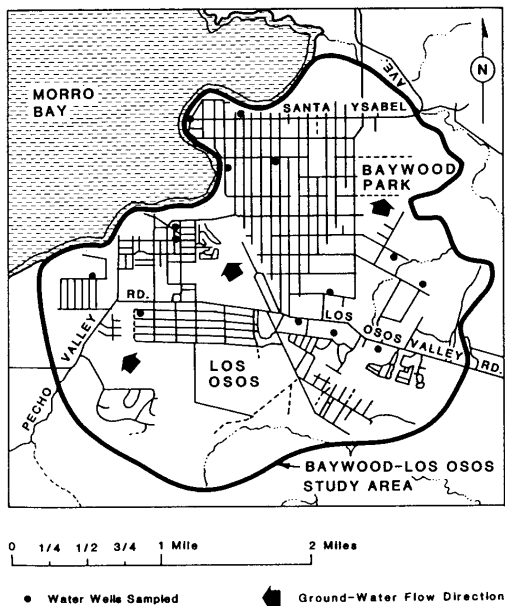 MORRO
BAY
SANTA YSABEL
AVE.
N
BAYWOOD
PARK
PECHO VALLEY RD.
LOS OSOS VALLEY RD.
LOS
OSOS
BAYWOOD-LOS OSOS
STUDY AREA
0 1/4 1/2 3/4 1 Mile 2 Miles
Water Wells Sampled
Ground-Water Flow Direction